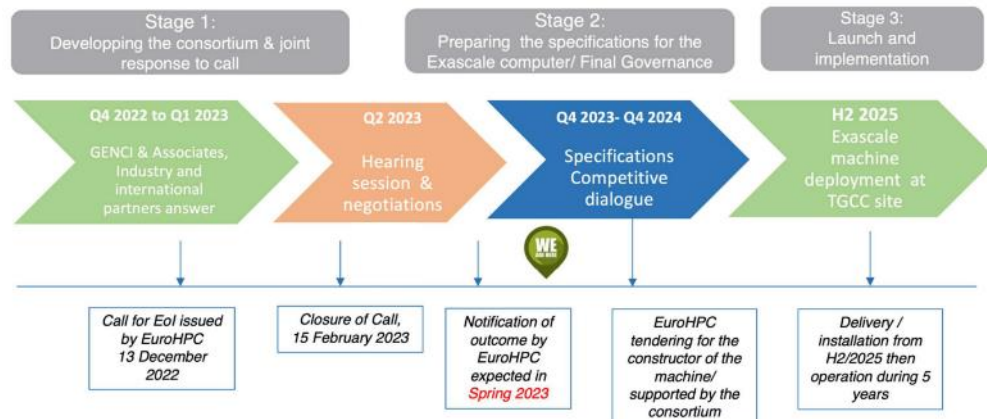 Stage 1:
Developping the consortium & joint
response to call
Stage 2:
Preparing the specifications for the
Exascale computer/ Final Governance
Stage 3:
Launch and
implementation
Q4 2022 to Q1 2023
GENCI & Associates,
Industry and
international
partners answer
Q2 2023
Hearing
session &
negotiations
Q4 2023- Q4 2024
Specifications
Competitive
dialogue
H2 2025
Exascale
machine
deployment at
TGCC site
WE
ARE HERE
Call for EoI issued
by EuroHPC
13 December
2022
Closure of Call,
15 February 2023
Notification of
outcome by
EuroHPC
expected in
Spring 2023
EuroHPC
tendering for the
constructor of the
machine/
supported by the
consortium
Delivery /
installation from
H2/2025 then
operation during 5
years